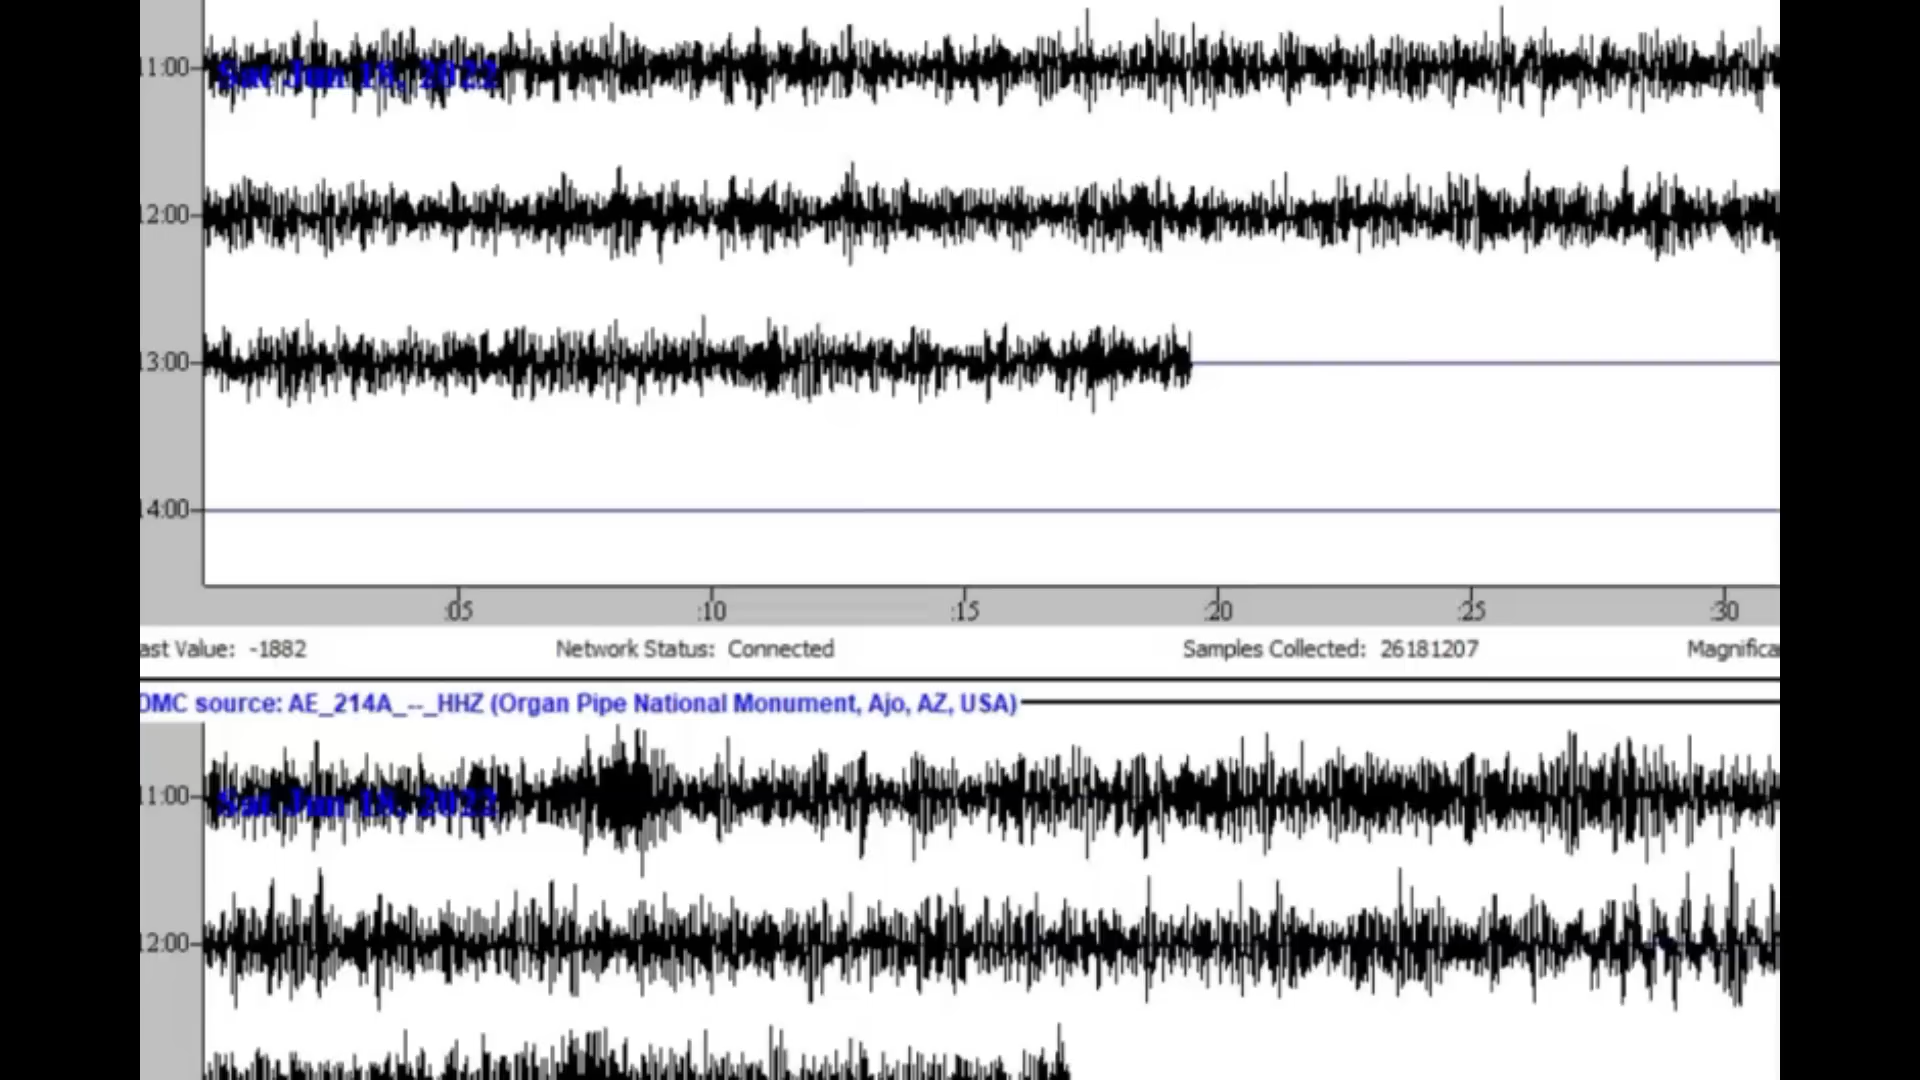 11:00
Sat Jun 18, 2022
12:00
13:00
14:00
:05 :10 :15 :20 :25 :30
ast Value: -1882 Network Status: Connected Samples Collected: 26181207 Magnifica
DMC source: AE_214A_--_HHZ (Organ Pipe National Monument, Ajo, AZ, USA)
11:00
Sat Jun 18, 2022
12:00